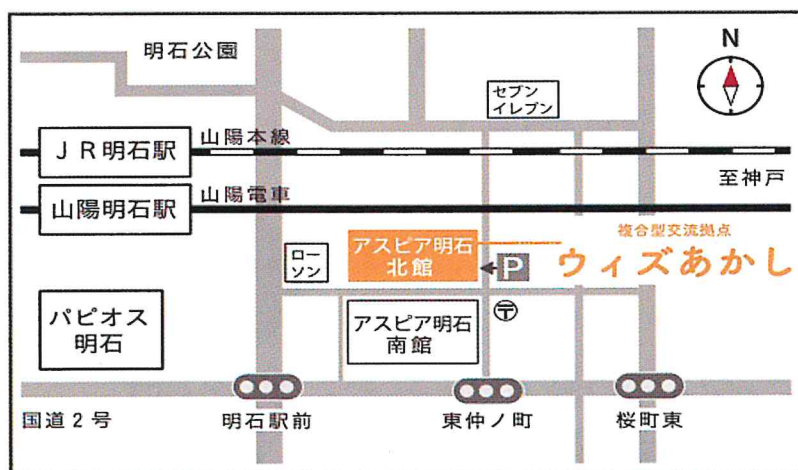 明石公園
N
セブン
イレブン
JR明石駅
山陽本線
至神戸
山陽明石駅
山陽電車
複合型交流拠点
ウィズあかし
アスピア明石
北館
ロー
ソン
P
〒
パピオス
明石
アスピア明石
南館
国道2号
明石駅前
東仲ノ町
桜町東